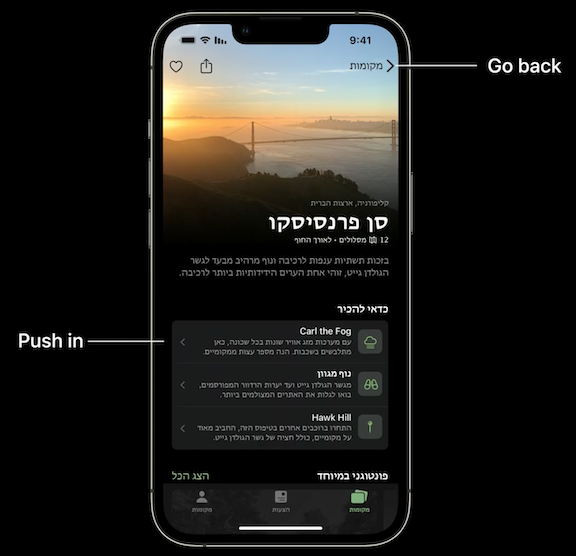 9:41
מקומות
Go back
קליפורניה, ארצות הברית
סן פרנסיסקו
12 מסלולים • לאורך החוף
בזכות תשתיות ענפות לרכיבה ונוף מרהיב מבעד לגשר
הגולדן גייט, זוהי אחת הערים הידידותיות ביותר לרכיבה.
כדאי להכיר
Push in
Carl the Fog
עם מערכות מזג אוויר שונות בכל שכונה, כאן
מתלבשים בשכבות. הנה מספר עצות ממקומיים.
נוף מגוון
מגשר הגולדן גייט ועד יערות הרדווד המפורסמים,
בואו לגלות את האתרים המצולמים ביותר.
Hawk Hill
התחרו ברוכבים אחרים בטיפוס הזה, החביב מאוד
על מקומיים, כולל חציה של גשר הגולדן גייט.
פוטוגני במיוחד
הצג הכל
מקומות
הצעות